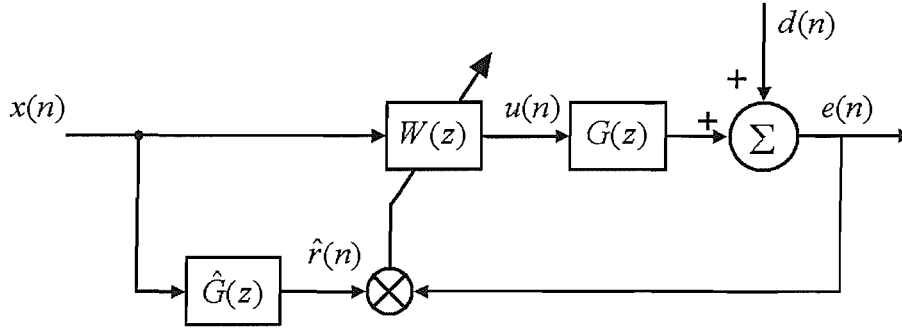 d(n)
+
x(n)
W(z)
u(n)
G(z)
+
Σ
e(n)
Ĝ(z)
r̂(n)